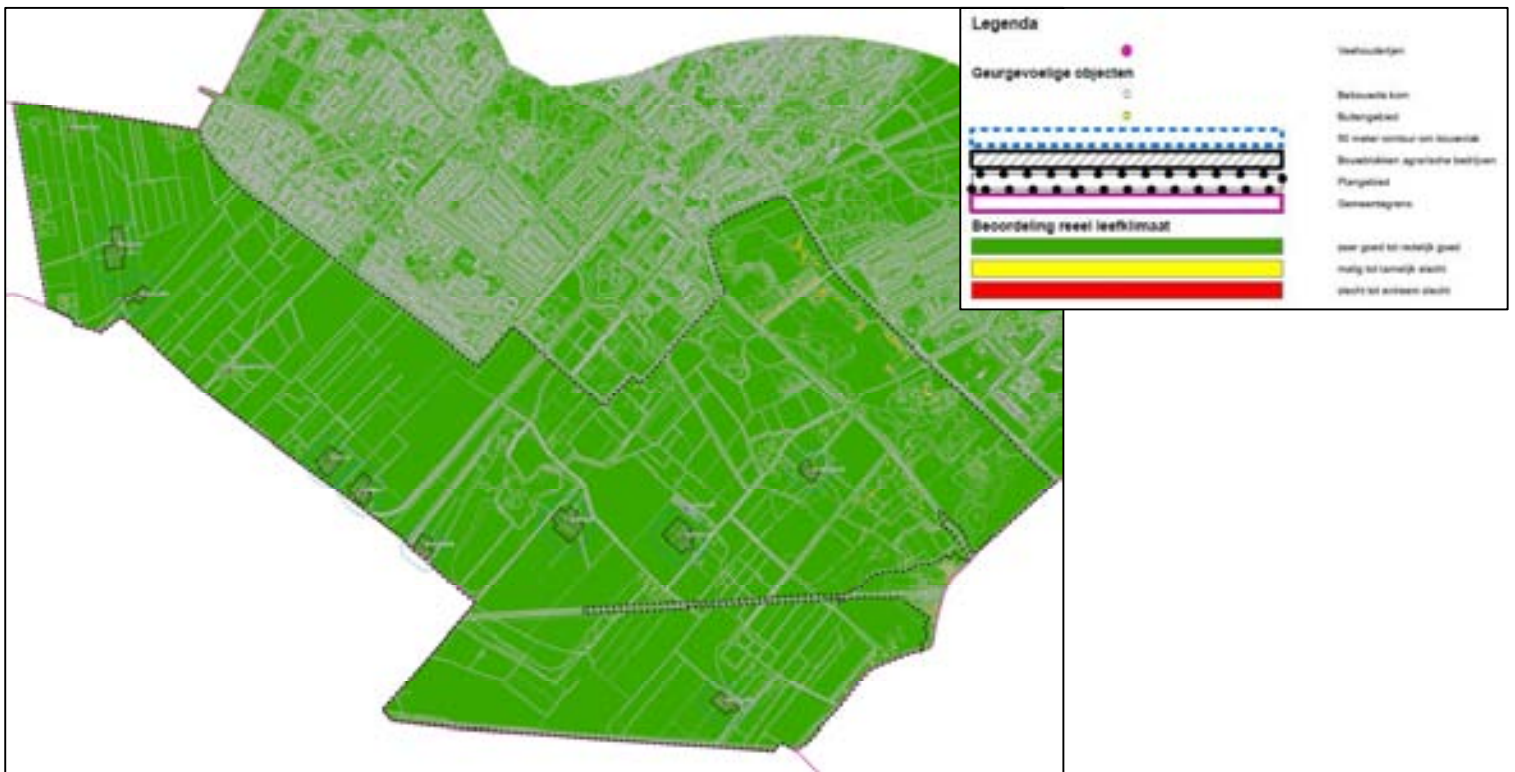 Legenda
Veehouderijen
Geurgevoelige objecten
Bebouwde kom
Buitengebied
50 meter contour om bouwvlak
Bouwblokken agrarische bedrijven
Plangebied
Gemeentegrens
Beoordeling reeel leefklimaat
zeer goed tot redelijk goed
matig tot tamelijk slecht
slecht tot extreem slecht